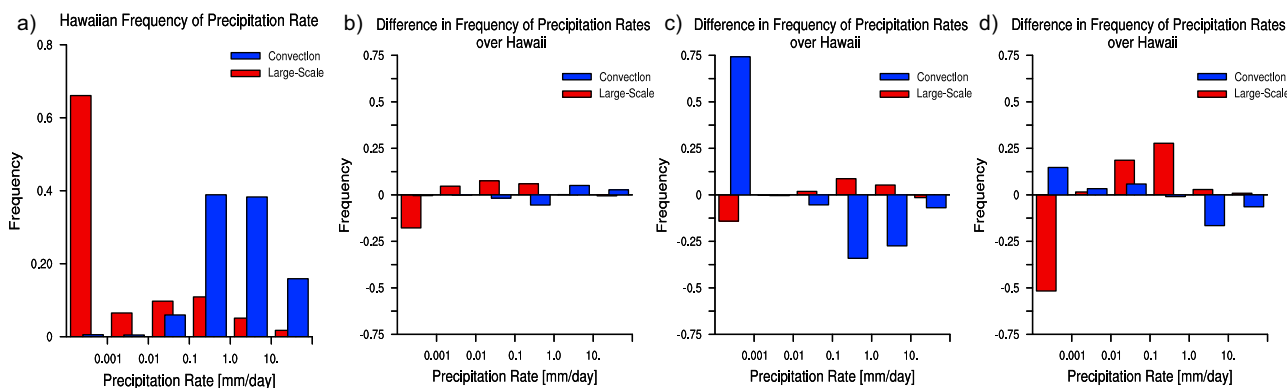 a)
Hawaiian Frequency of Precipitation Rate
Convection
Large-Scale
Frequency
0.8
0.6
0.4
0.20
0
0.001 0.01 0.1 1.0 10.
Precipitation Rate [mm/day]
b)
Difference in Frequency of Precipitation Rates
over Hawaii
Convection
Large-Scale
Frequency
0.75
0.5
0.25
0
-0.25
-0.5
-0.75
0.001 0.01 0.1 1.0 10.
Precipitation Rate [mm/day]
c)
Difference in Frequency of Precipitation Rates
over Hawaii
Convection
Large-Scale
Frequency
0.75
0.5
0.25
0
-0.25
-0.5
-0.75
0.001 0.01 0.1 1.0 10.
Precipitation Rate [mm/day]
d)
Difference in Frequency of Precipitation Rates
over Hawaii
Convection
Large-Scale
Frequency
0.75
0.5
0.25
0
-0.25
-0.5
-0.75
0.001 0.01 0.1 1.0 10.
Precipitation Rate [mm/day]